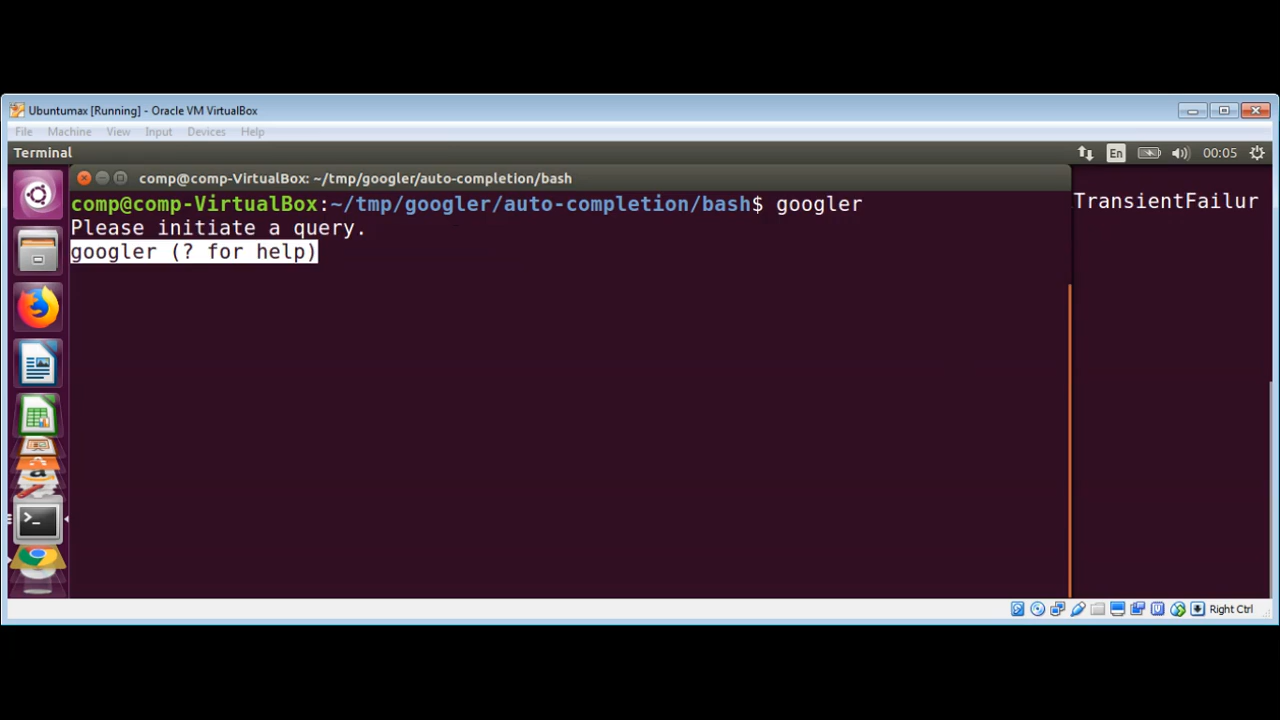 Ubuntumax [Running] - Oracle VM VirtualBox
File Machine View Input Devices Help
Terminal En 00:05
comp@comp-VirtualBox: ~/tmp/googler/auto-completion/bash
comp@comp-VirtualBox:~/tmp/googler/auto-completion/bash$ googler
TransientFailur
Please initiate a query.
googler (? for help)
Right Ctrl